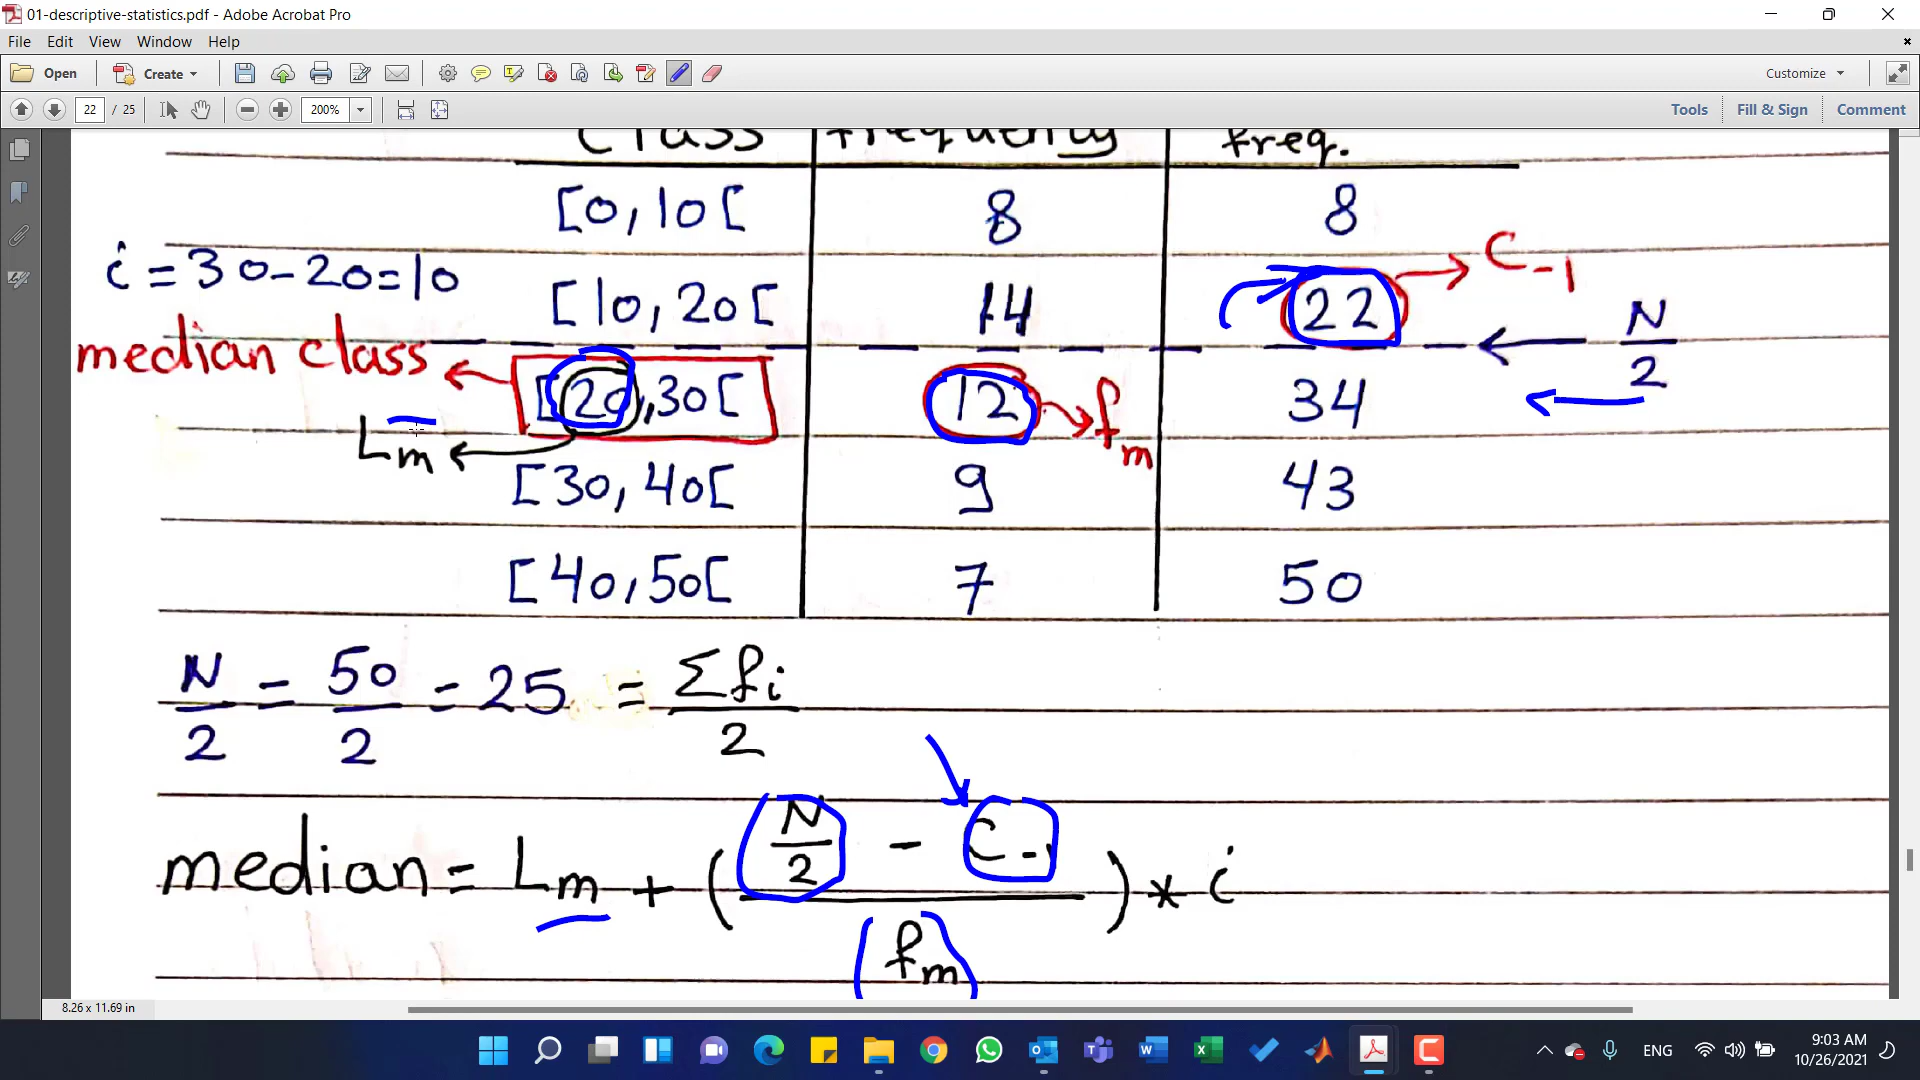 01-descriptive-statistics.pdf - Adobe Acrobat Pro
File Edit View Window Help
Open Create Customize
22 / 25 200% Tools Fill & Sign Comment
Class frequency freq.
[0, 10[ 8 8
i = 30 - 20 = 10
[10, 20[ 14 22 C-1
N/2
median class [20, 30[ 12 fm 34
Lm
[30, 40[ 9 43
[40, 50[ 7 50
N/2 = 50/2 = 25 = Σfi/2
median = Lm + (N/2 - C-1 / fm) * i
8.26 x 11.69 in
ENG 9:03 AM
10/26/2021